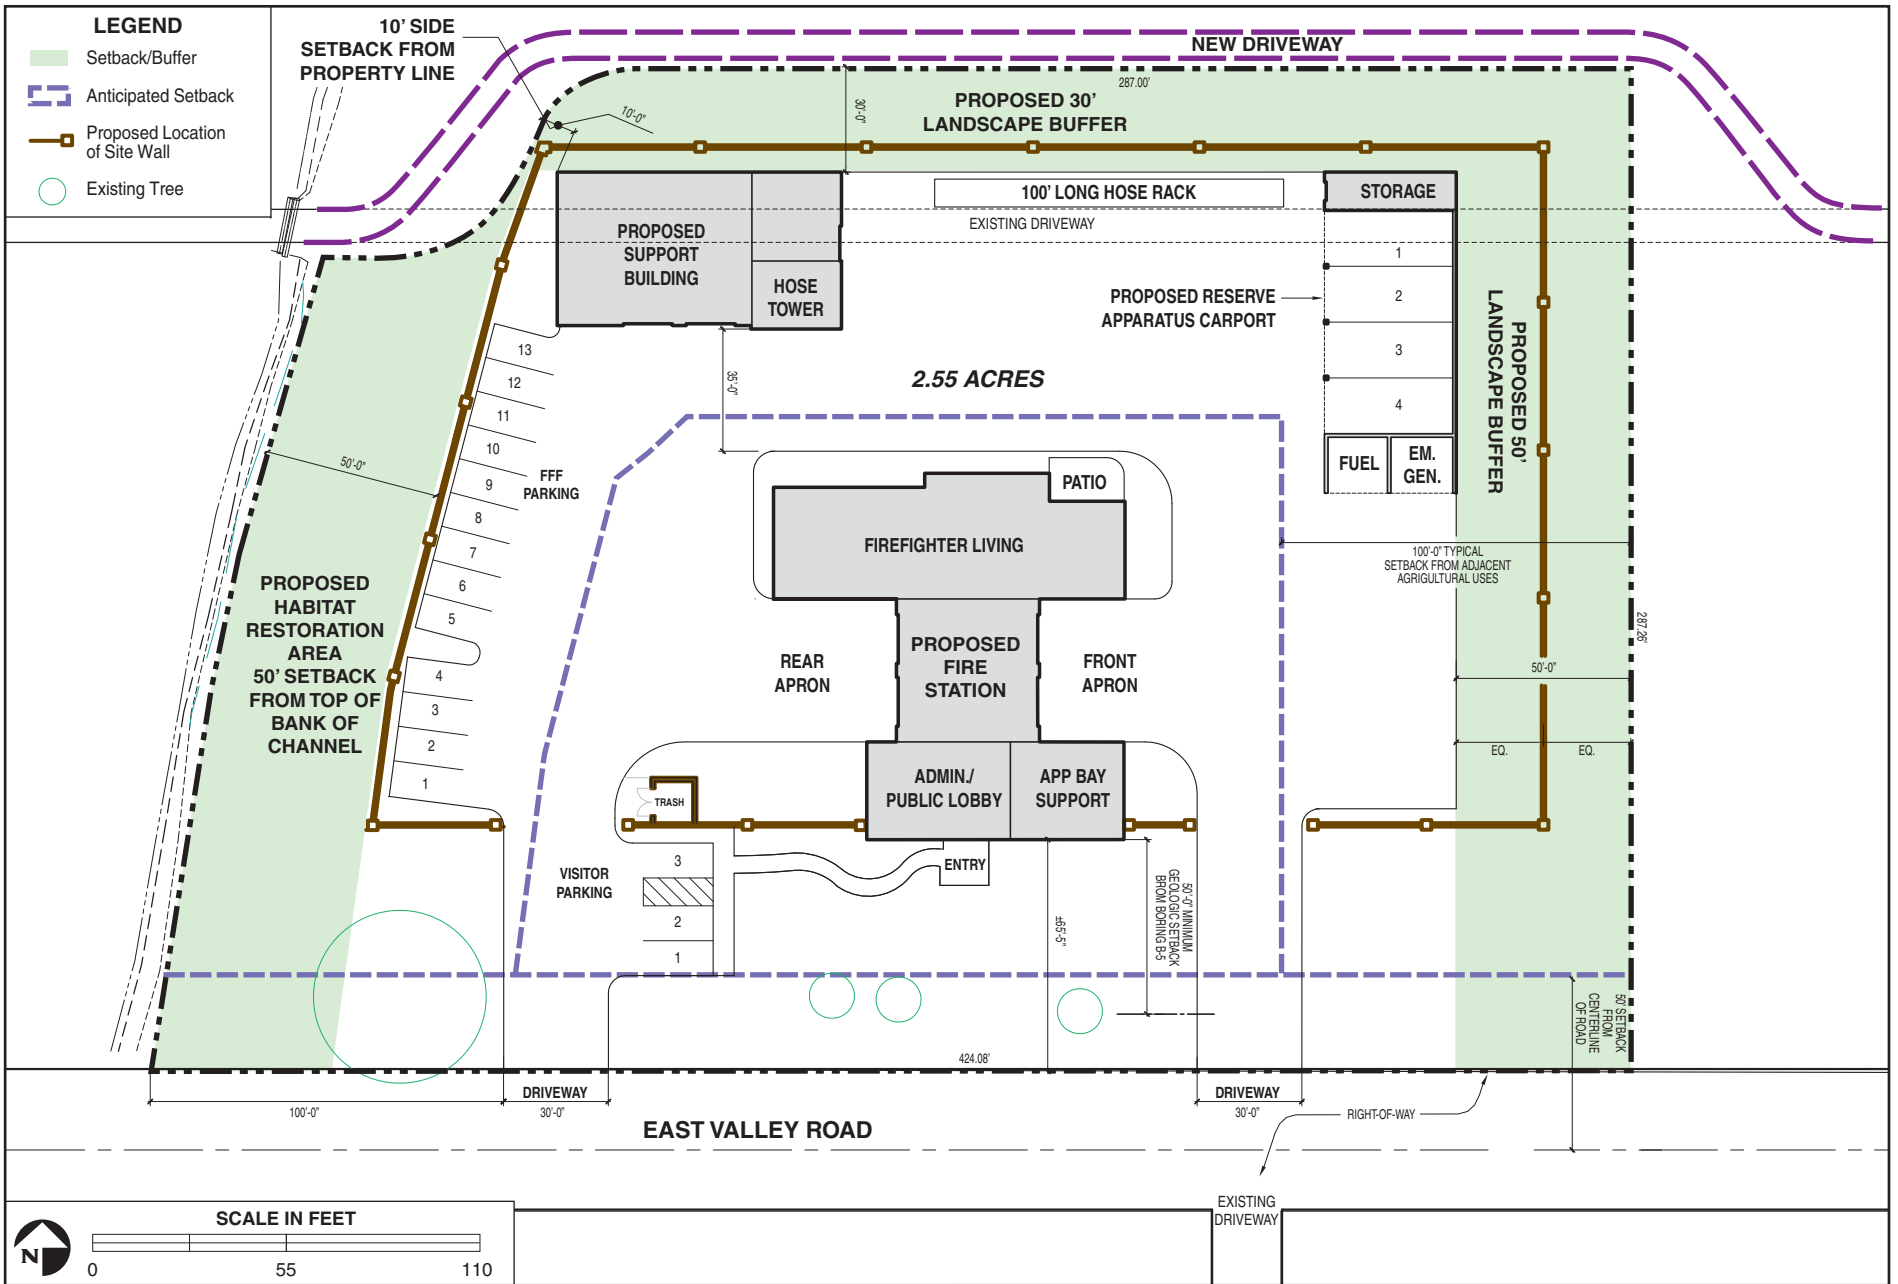 LEGEND
Setback/Buffer
Anticipated Setback
Proposed Location
of Site Wall
Existing Tree
10' SIDE
SETBACK FROM
PROPERTY LINE
NEW DRIVEWAY
287.00'
10'-0"
30'-0"
PROPOSED 30'
LANDSCAPE BUFFER
100' LONG HOSE RACK
EXISTING DRIVEWAY
STORAGE
PROPOSED
SUPPORT
BUILDING
HOSE
TOWER
1
2
3
4
PROPOSED RESERVE
APPARATUS CARPORT
PROPOSED 50'
LANDSCAPE BUFFER
FUEL
EM.
GEN.
35'-0"
2.55 ACRES
13
12
11
10
9
8
7
6
5
4
3
2
1
FFF
PARKING
50'-0"
PATIO
FIREFIGHTER LIVING
100'-0" TYPICAL
SETBACK FROM ADJACENT
AGRIGULTURAL USES
287.26'
PROPOSED
HABITAT
RESTORATION
AREA
50' SETBACK
FROM TOP OF
BANK OF
CHANNEL
REAR
APRON
PROPOSED
FIRE
STATION
FRONT
APRON
50'-0"
EQ.
EQ.
TRASH
ADMIN./
PUBLIC LOBBY
APP BAY
SUPPORT
ENTRY
VISITOR
PARKING
3
2
1
±65'-5"
50'-0" MINIMUM
GEOLOGIC SETBACK
BROM BORING B-5
50' SETBACK
FROM
CENTERLINE
OF ROAD
424.08'
100'-0"
DRIVEWAY
30'-0"
DRIVEWAY
30'-0"
RIGHT-OF-WAY
EAST VALLEY ROAD
EXISTING
DRIVEWAY
N
SCALE IN FEET
0
55
110